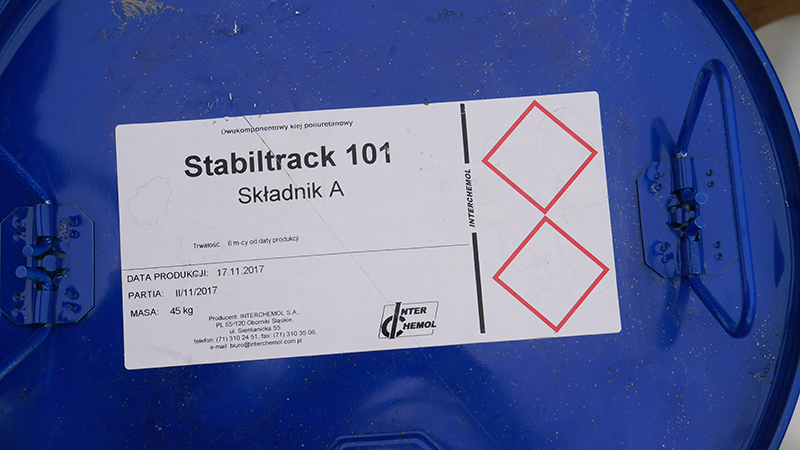 Dwukomponentowy klej poliuretanowy
Stabiltrack 101
Składnik A
Trwałość 6 m-cy od daty produkcji
DATA PRODUKCJI: 17.11.2017
PARTIA: II/11/2017
MASA: 45 kg
Producent: INTERCHEMOL S.A.,
PL 55/120 Oborniki Śląskie,
ul. Siemianicka 55
telefon: (71) 310 24 51, fax: (71) 310 35 06,
e-mail: biuro@interchemol.com.pl
INTER
CHEMOL
INTERCHEMOL